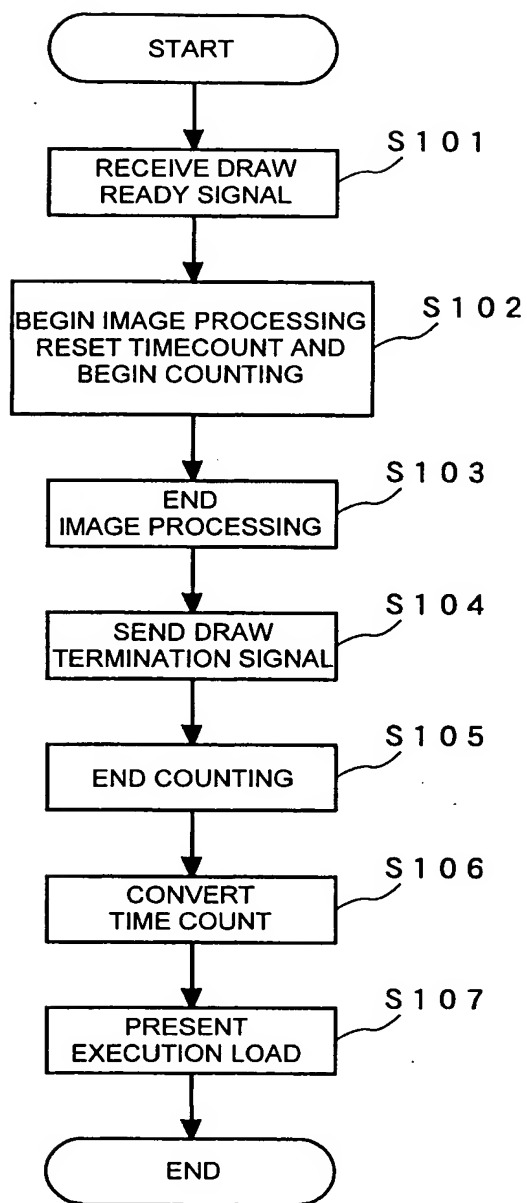 START
S101
RECEIVE DRAW
READY SIGNAL
S102
BEGIN IMAGE PROCESSING
RESET TIMECOUNT AND
BEGIN COUNTING
S103
END
IMAGE PROCESSING
S104
SEND DRAW
TERMINATION SIGNAL
S105
END COUNTING
S106
CONVERT
TIME COUNT
S107
PRESENT
EXECUTION LOAD
END